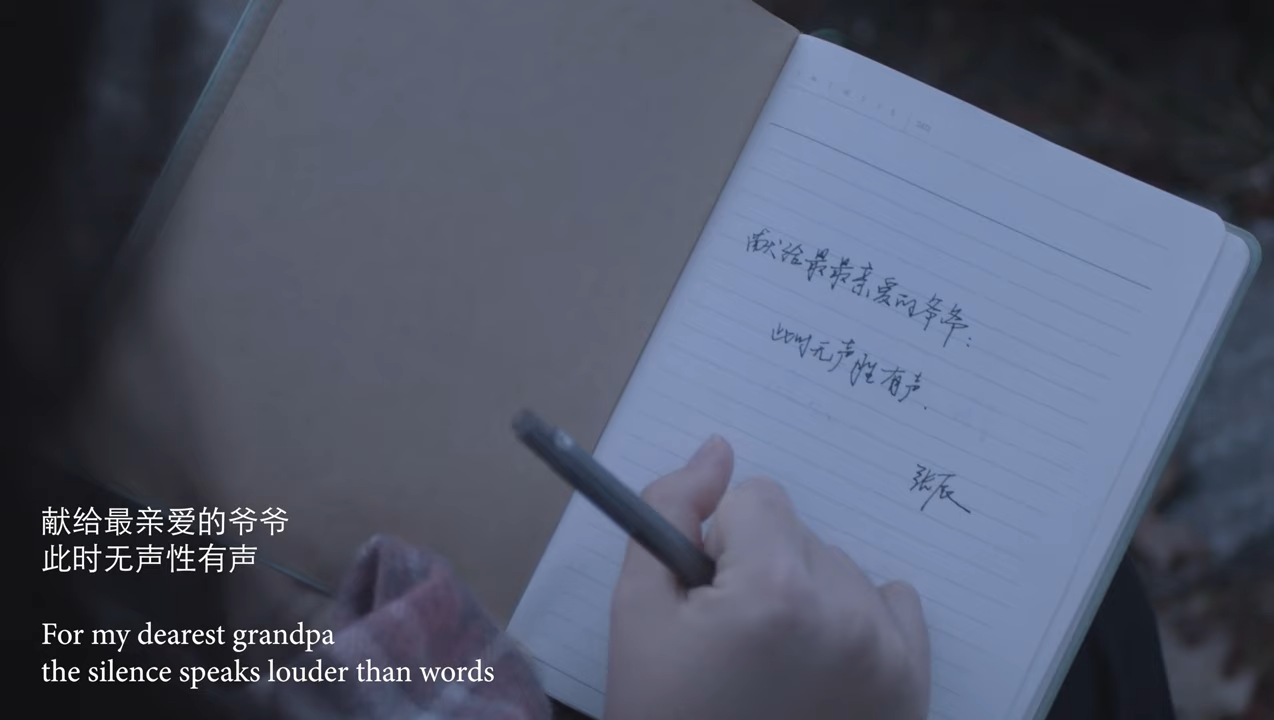 献给最最亲爱的爷爷：
此时无声胜有声.
张辰
献给最亲爱的爷爷
此时无声性有声
For my dearest grandpa
the silence speaks louder than words